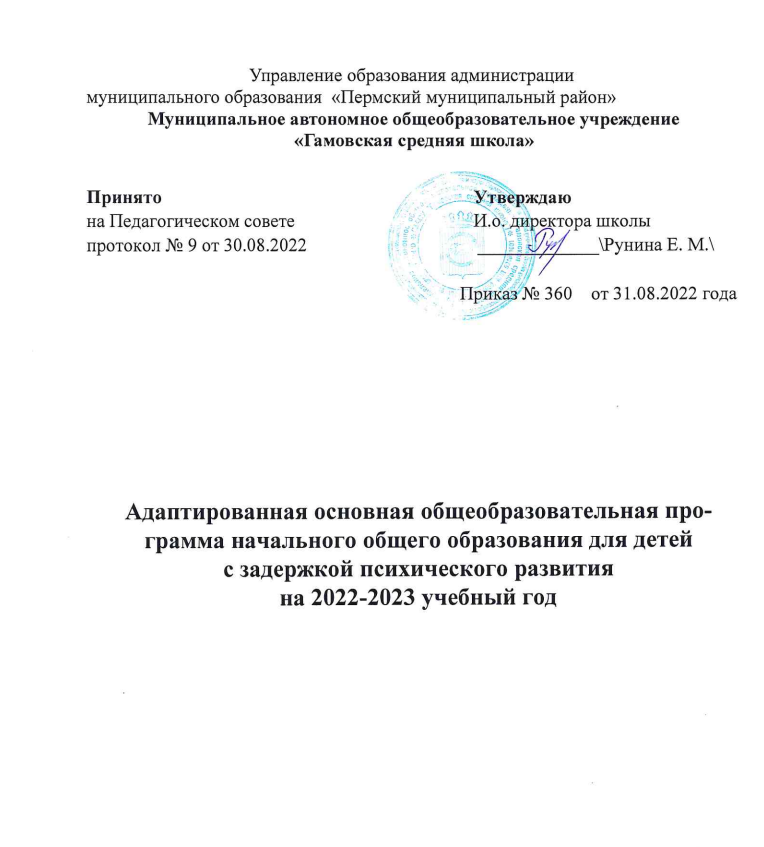 Управление образования администрации
муниципального образования «Пермский муниципальный район»
Муниципальное автономное общеобразовательное учреждение
«Гамовская средняя школа»
Принято
на Педагогическом совете
протокол № 9 от 30.08.2022
Утверждаю
И.о. директора школы
_____________\Рунина Е. М.\
Приказ № 360 от 31.08.2022 года
Адаптированная основная общеобразовательная про-
грамма начального общего образования для детей
с задержкой психического развития
на 2022-2023 учебный год